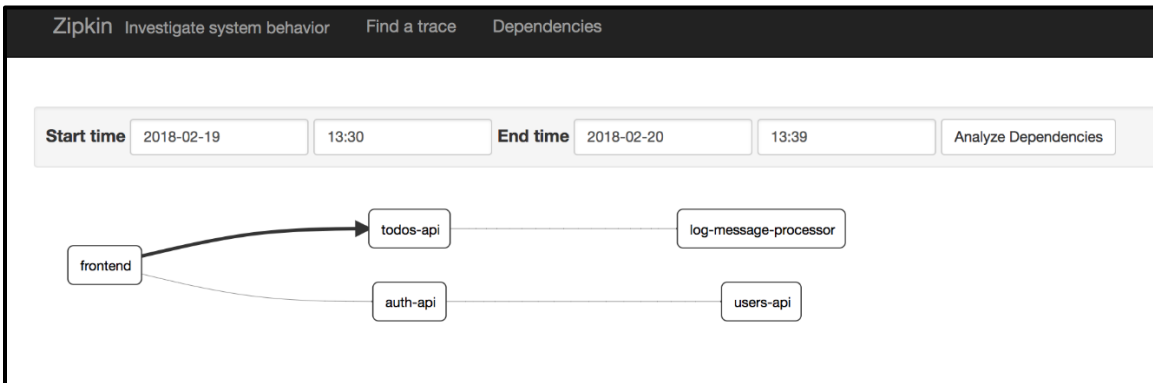 Zipkin Investigate system behavior Find a trace Dependencies
Start time 2018-02-19 13:30 End time 2018-02-20 13:39 Analyze Dependencies
todos-api log-message-processor
frontend
auth-api users-api